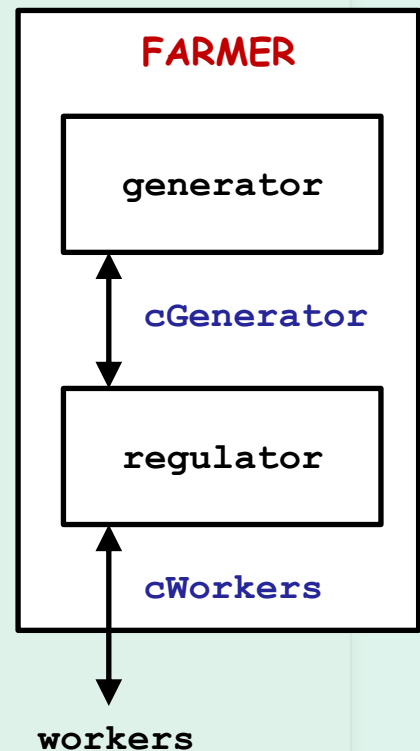 FARMER
generator
cGenerator
regulator
cWorkers
workers